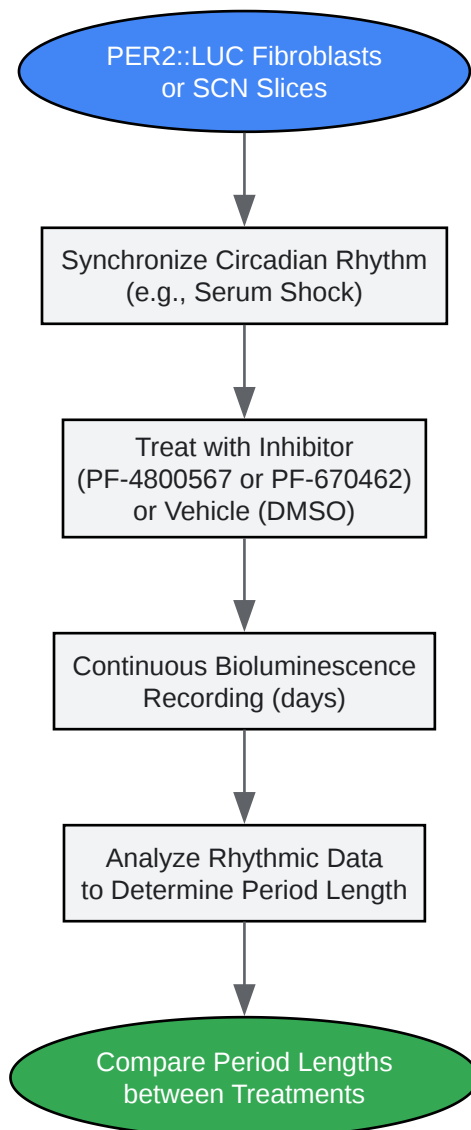 PER2::LUC Fibroblasts
or SCN Slices
Synchronize Circadian Rhythm
(e.g., Serum Shock)
Treat with Inhibitor
(PF-4800567 or PF-670462)
or Vehicle (DMSO)
Continuous Bioluminescence
Recording (days)
Analyze Rhythmic Data
to Determine Period Length
Compare Period Lengths
between Treatments